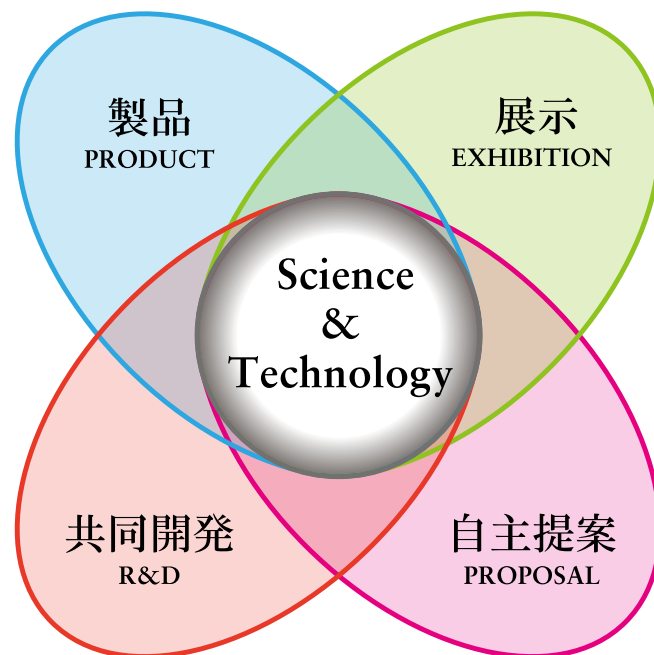 製品
PRODUCT
展示
EXHIBITION
Science
&
Technology
共同開発
R&D
自主提案
PROPOSAL